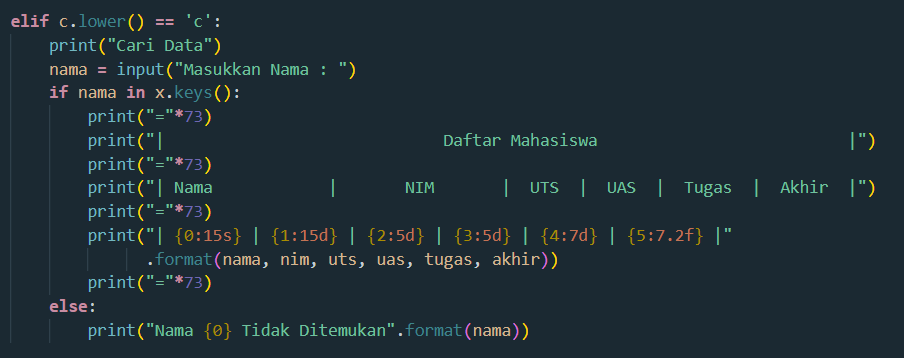 elif c.lower() == 'c':
    print("Cari Data")
    nama = input("Masukkan Nama : ")
    if nama in x.keys():
        print("="*73)
        print("|                             Daftar Mahasiswa                          |")
        print("="*73)
        print("| Nama            |       NIM       |  UTS  |  UAS  |  Tugas  |  Akhir  |")
        print("="*73)
        print("| {0:15s} | {1:15d} | {2:5d} | {3:5d} | {4:7d} | {5:7.2f} |"
              .format(nama, nim, uts, uas, tugas, akhir))
        print("="*73)
    else:
        print("Nama {0} Tidak Ditemukan".format(nama))